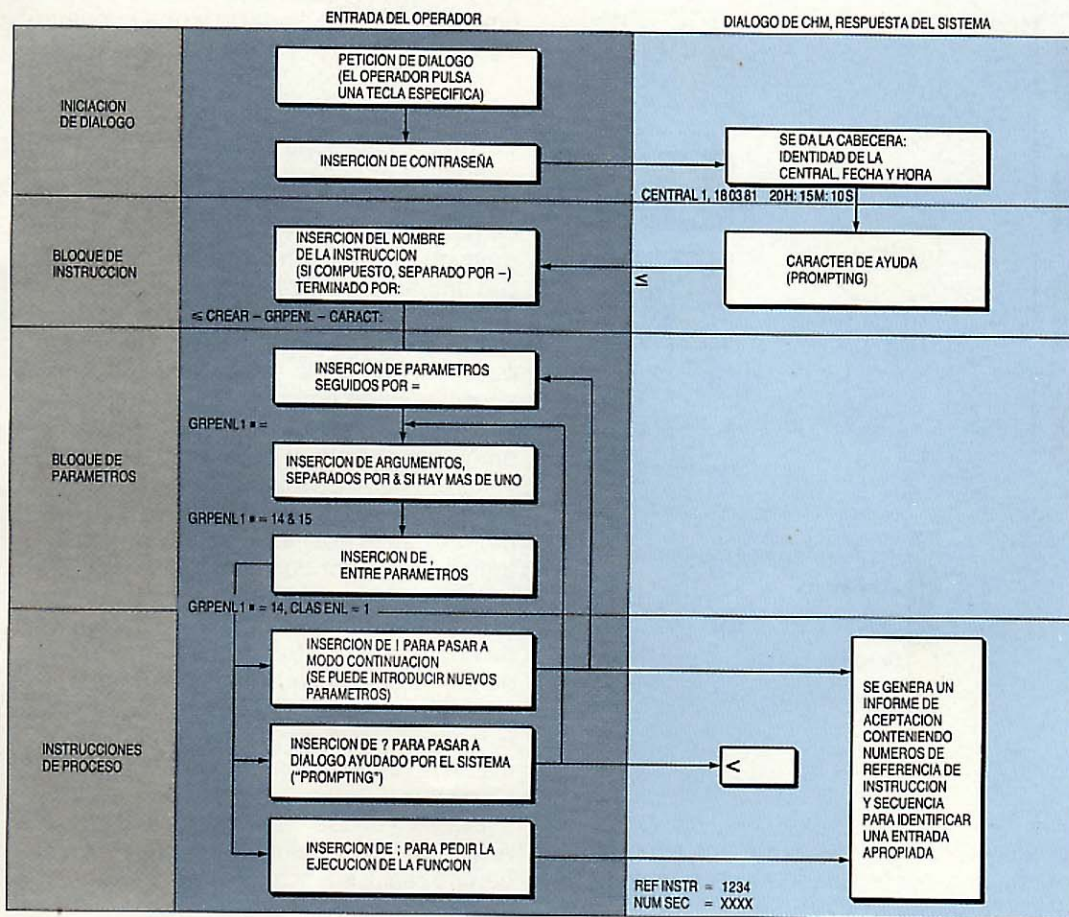 ENTRADA DEL OPERADOR
DIALOGO DE CHM, RESPUESTA DEL SISTEMA
INICIACION
DE DIALOGO
PETICION DE DIALOGO
(EL OPERADOR PULSA
UNA TECLA ESPECIFICA)
INSERCION DE CONTRASEÑA
SE DA LA CABECERA:
IDENTIDAD DE LA
CENTRAL, FECHA Y HORA
CENTRAL 1, 180381 20H: 15M: 10S
BLOQUE DE
INSTRUCCION
INSERCION DEL NOMBRE
DE LA INSTRUCCION
(SI COMPUESTO, SEPARADO POR –)
TERMINADO POR:
≤
CARACTER DE AYUDA
(PROMPTING)
≤ CREAR – GRPENL – CARACT:
BLOQUE DE
PARAMETROS
INSERCION DE PARAMETROS
SEGUIDOS POR =
GRPENL1 * =
INSERCION DE ARGUMENTOS,
SEPARADOS POR & SI HAY MAS DE UNO
GRPENL1 * = 14 & 15
INSERCION DE ,
ENTRE PARAMETROS
GRPENL1 * = 14, CLAS ENL = 1
INSTRUCCIONES
DE PROCESO
INSERCION DE ! PARA PASAR A
MODO CONTINUACION
(SE PUEDE INTRODUCIR NUEVOS
PARAMETROS)
INSERCION DE ? PARA PASAR A
DIALOGO AYUDADO POR EL SISTEMA
("PROMPTING")
<
INSERCION DE ; PARA PEDIR LA
EJECUCION DE LA FUNCION
SE GENERA UN
INFORME DE
ACEPTACION
CONTENIENDO
NUMEROS DE
REFERENCIA DE
INSTRUCCION
Y SECUENCIA
PARA IDENTIFICAR
UNA ENTRADA
APROPIADA
REF INSTR = 1234
NUM SEC = XXXX